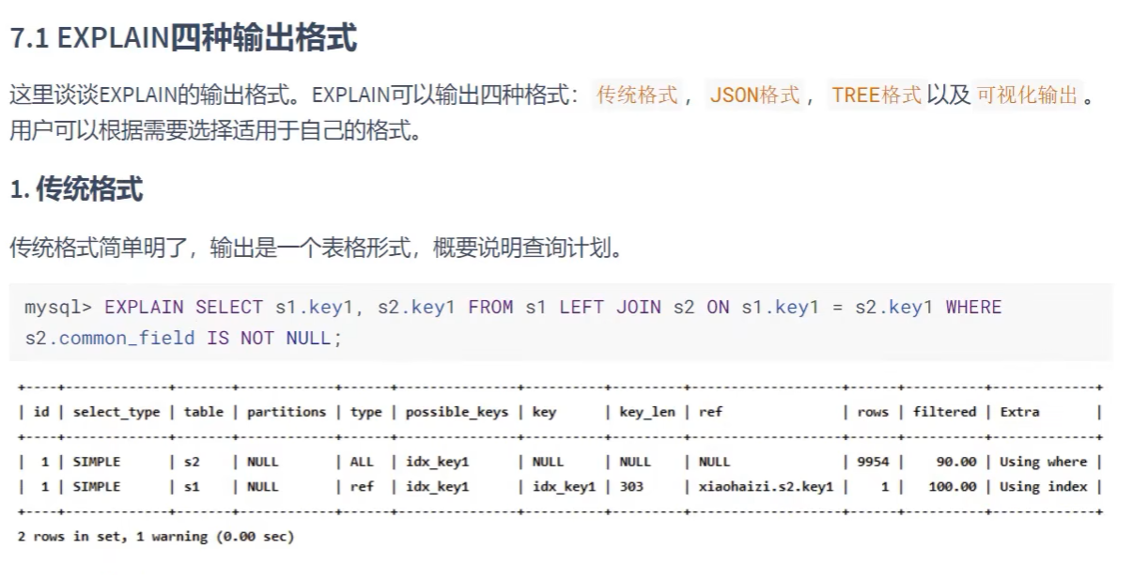 7.1 EXPLAIN四种输出格式
这里谈谈EXPLAIN的输出格式。EXPLAIN可以输出四种格式：传统格式，JSON格式，TREE格式以及可视化输出。
用户可以根据需要选择适用于自己的格式。
1. 传统格式
传统格式简单明了，输出是一个表格形式，概要说明查询计划。
mysql> EXPLAIN SELECT s1.key1, s2.key1 FROM s1 LEFT JOIN s2 ON s1.key1 = s2.key1 WHERE
s2.common_field IS NOT NULL;
+----+-------------+-------+------------+------+---------------+----------+---------+-------------------+------+----------+-------------+
| id | select_type | table | partitions | type | possible_keys | key | key_len | ref | rows | filtered | Extra |
+----+-------------+-------+------------+------+---------------+----------+---------+-------------------+------+----------+-------------+
| 1 | SIMPLE | s2 | NULL | ALL | idx_key1 | NULL | NULL | NULL | 9954 | 90.00 | Using where |
| 1 | SIMPLE | s1 | NULL | ref | idx_key1 | idx_key1 | 303 | xiaohaizi.s2.key1 | 1 | 100.00 | Using index |
+----+-------------+-------+------------+------+---------------+----------+---------+-------------------+------+----------+-------------+
2 rows in set, 1 warning (0.00 sec)